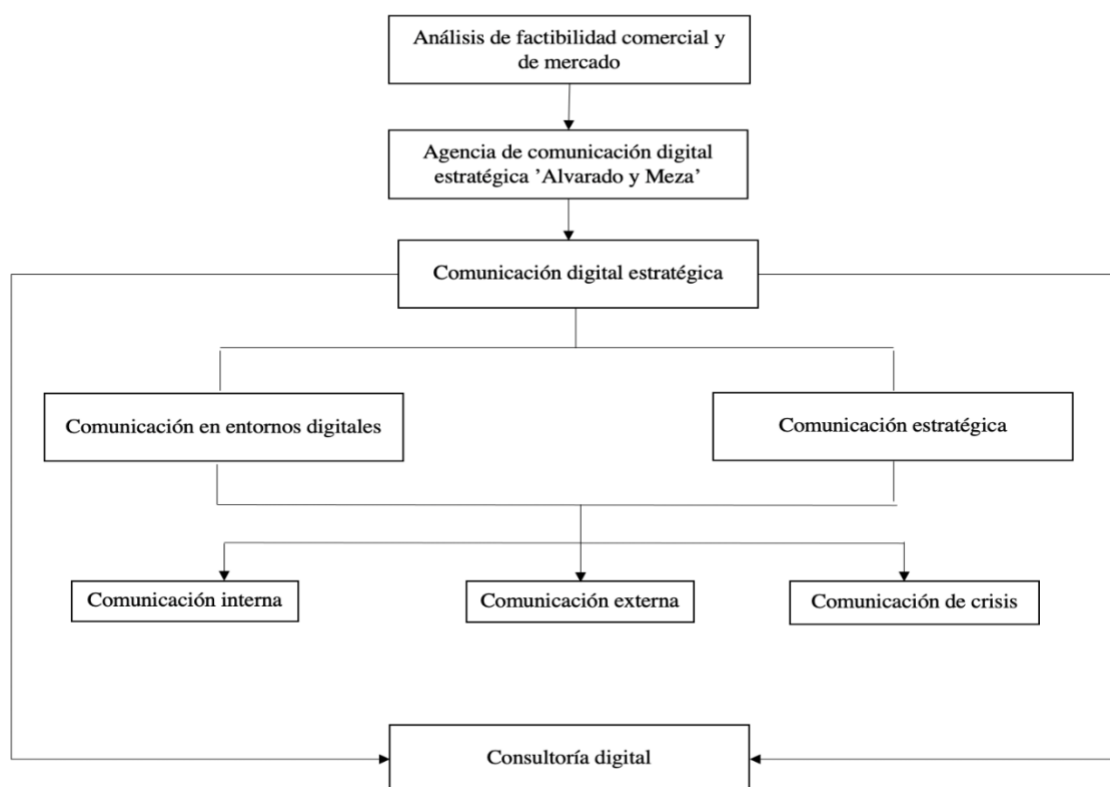 Análisis de factibilidad comercial y
de mercado
Agencia de comunicación digital
estratégica ’Alvarado y Meza’
Comunicación digital estratégica
Comunicación en entornos digitales
Comunicación estratégica
Comunicación interna
Comunicación externa
Comunicación de crisis
Consultoría digital